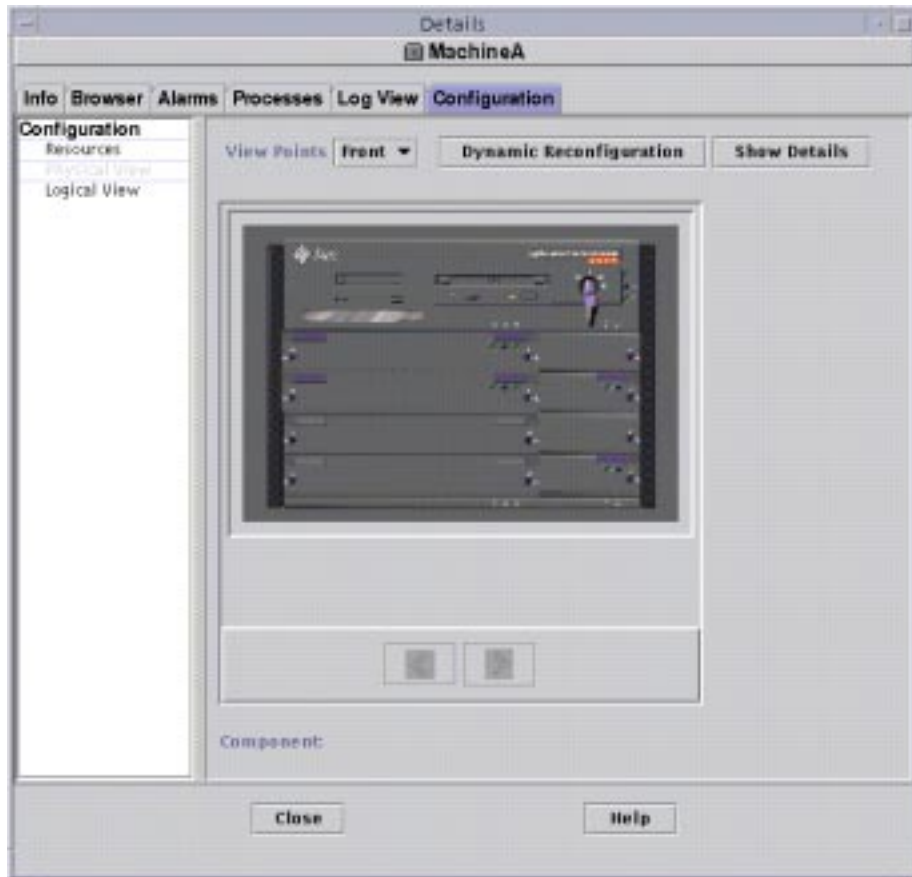 Details
MachineA
Info Browser Alarms Processes Log View Configuration
Configuration
Resources
Physical View
Logical View
View Points front Dynamic Reconfiguration Show Details
Sun
Component:
Close Help